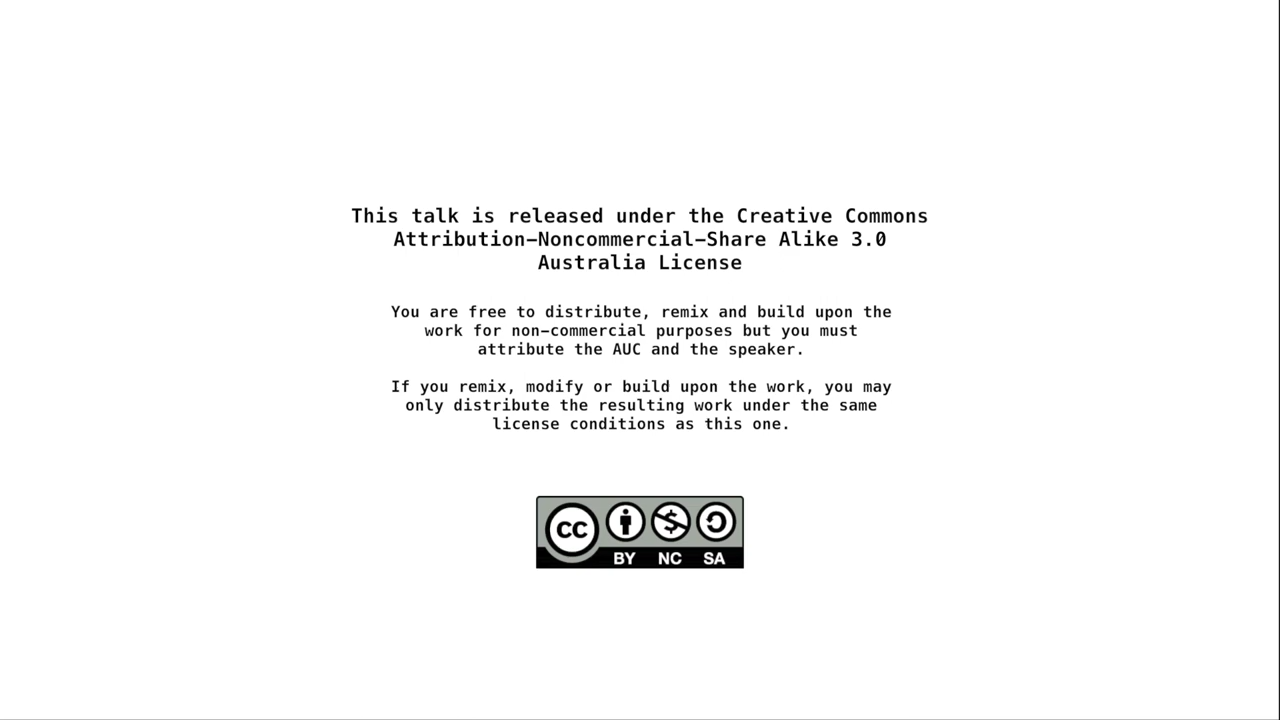 This talk is released under the Creative Commons
Attribution-Noncommercial-Share Alike 3.0
Australia License
You are free to distribute, remix and build upon the
work for non-commercial purposes but you must
attribute the AUC and the speaker.
If you remix, modify or build upon the work, you may
only distribute the resulting work under the same
license conditions as this one.
CC
BY NC SA